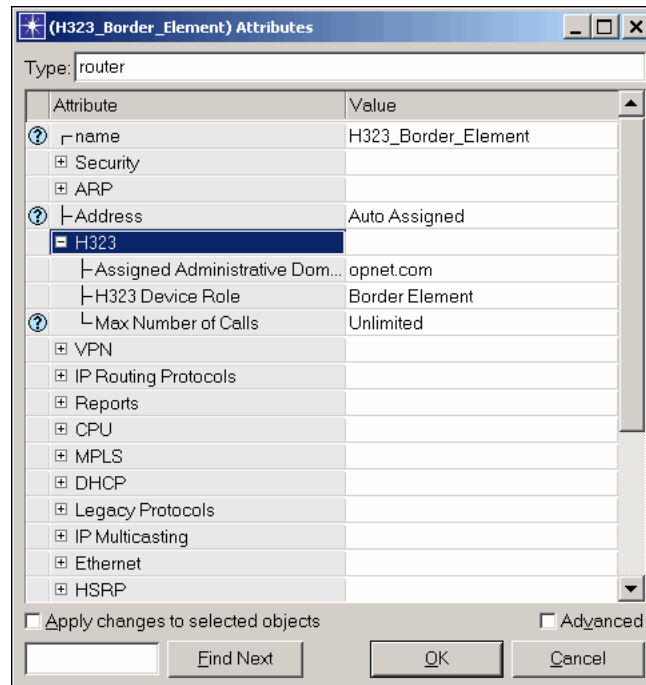 (H323_Border_Element) Attributes
Type: router
Attribute Value
name H323_Border_Element
Security
ARP
Address Auto Assigned
H323
Assigned Administrative Dom... opnet.com
H323 Device Role Border Element
Max Number of Calls Unlimited
VPN
IP Routing Protocols
Reports
CPU
MPLS
DHCP
Legacy Protocols
IP Multicasting
Ethernet
HSRP
Apply changes to selected objects Advanced
Find Next OK Cancel